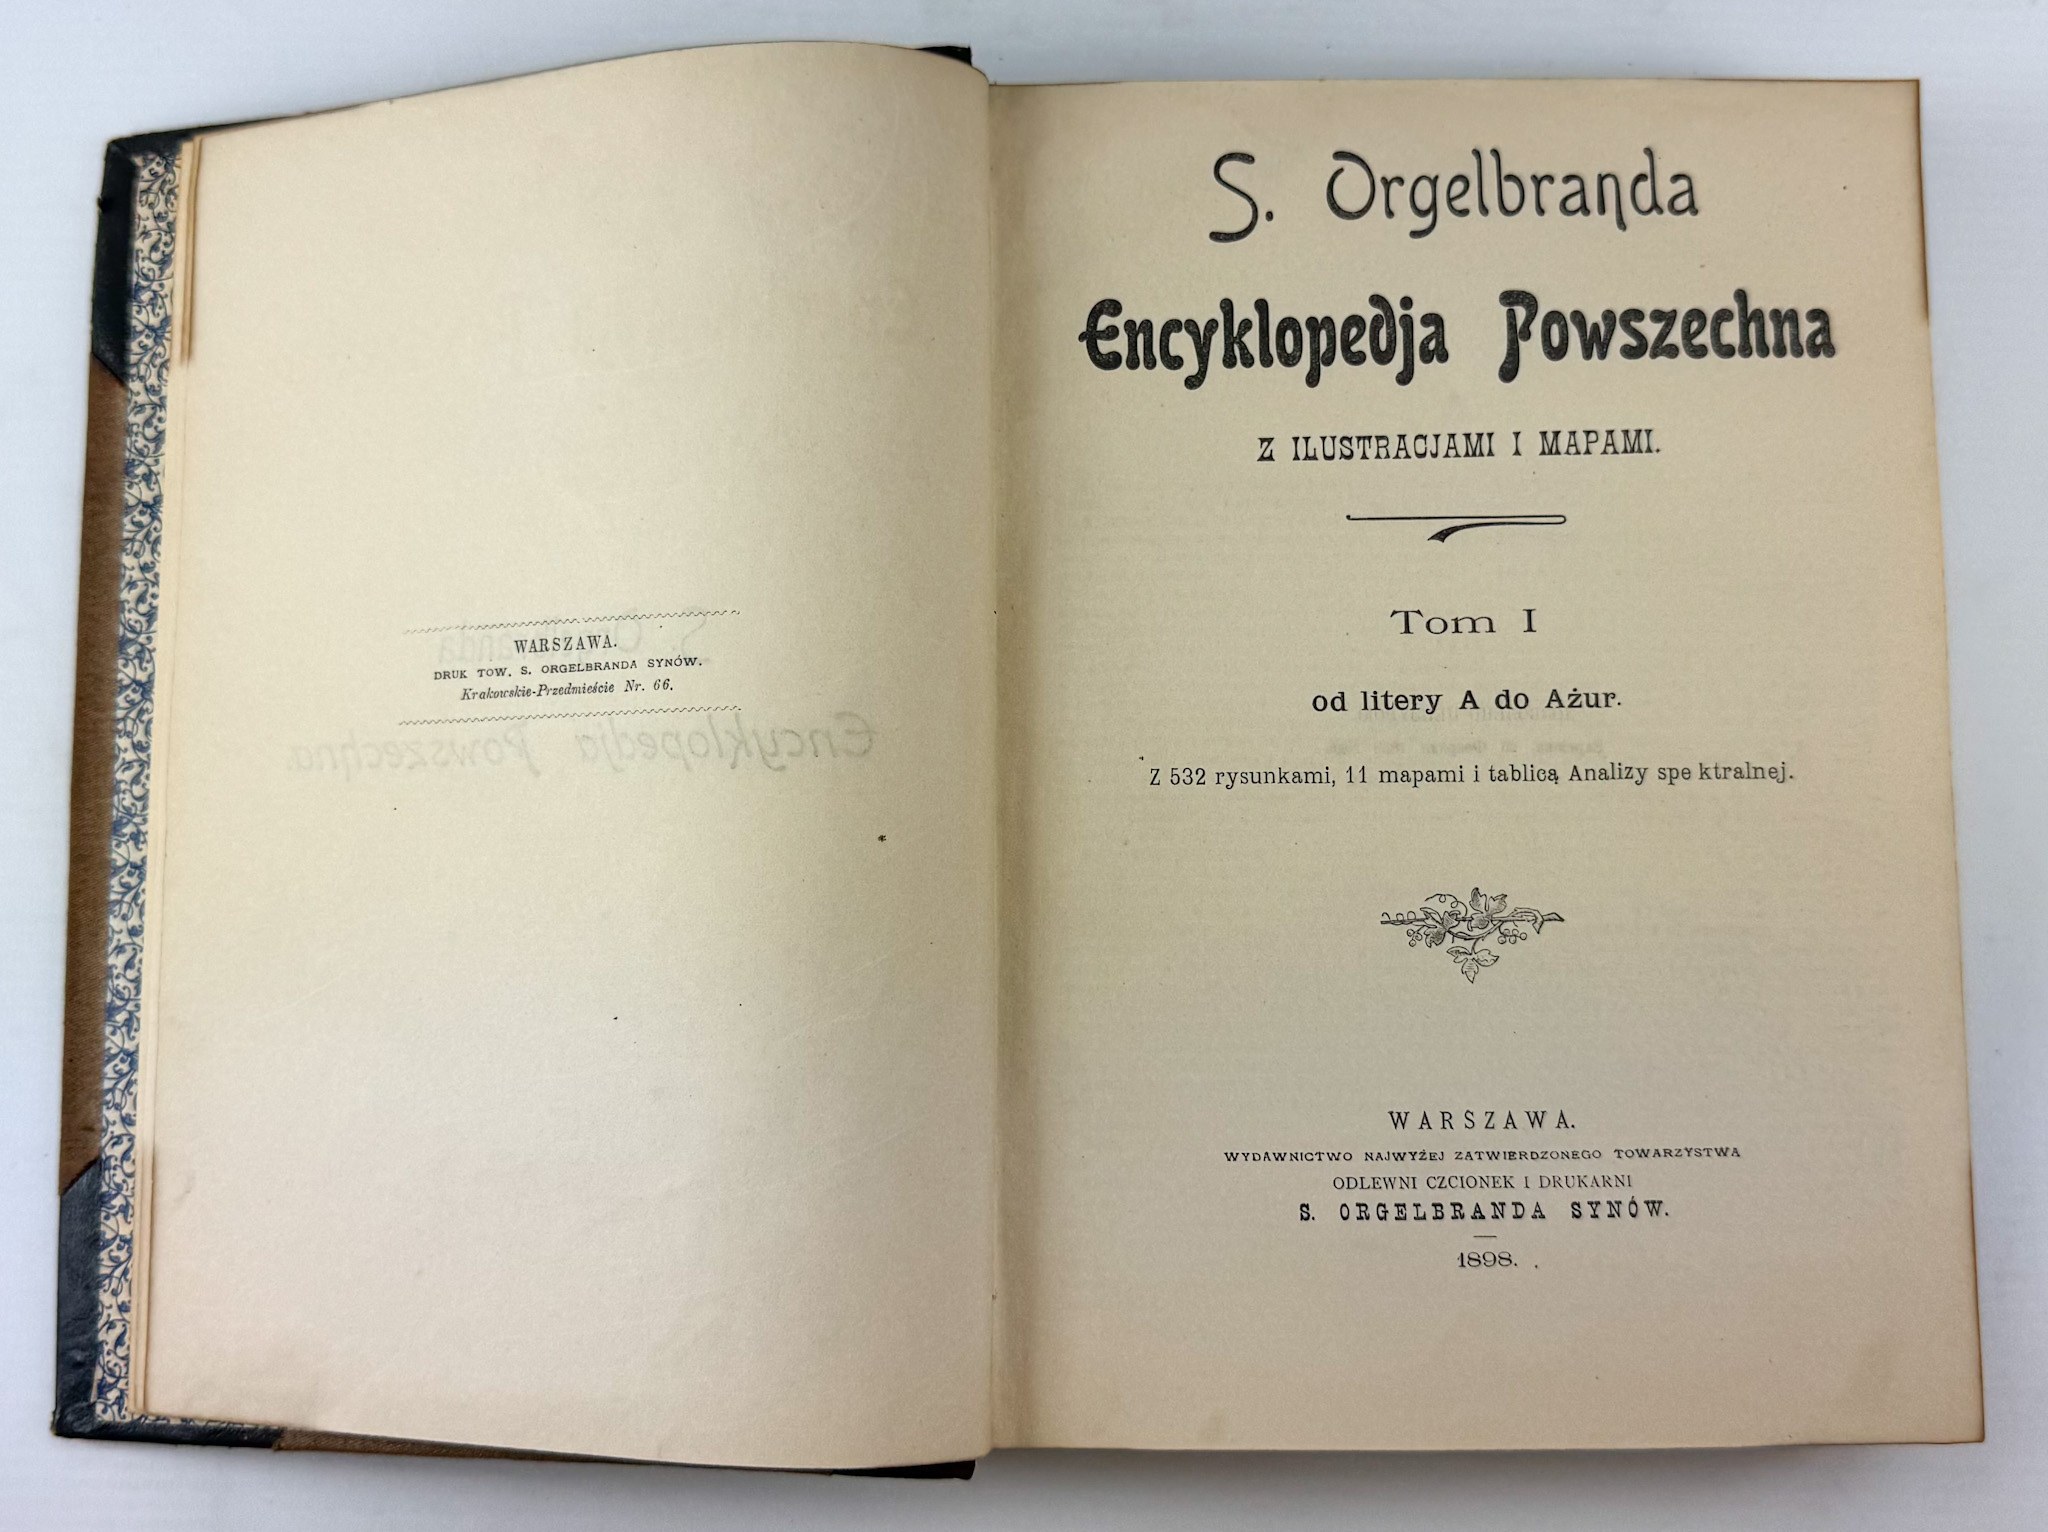 WARSZAWA.
DRUK TOW. S. ORGELBRANDA SYNÓW.
Krakowskie-Przedmieście Nr. 66.
S. Orgelbranda
Encyklopedja Powszechna
Z ILUSTRACJAMI I MAPAMI.
Tom I
od litery A do Ażur.
Z 532 rysunkami, 11 mapami i tablicą Analizy spe ktralnej.
WARSZAWA.
WYDAWNICTWO NAJWYŻEJ ZATWIERDZONEGO TOWARZYSTWA
ODLEWNI CZCIONEK I DRUKARNI
S. ORGELBRANDA SYNÓW.
1898.